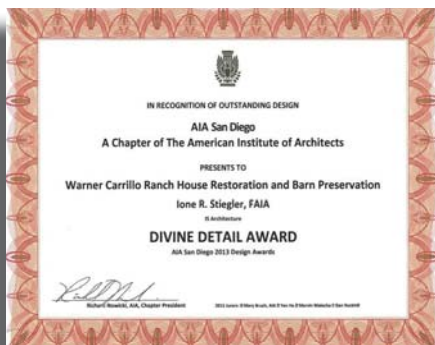 IN RECOGNITION OF OUTSTANDING DESIGN
AIA San Diego
A Chapter of The American Institute of Architects
PRESENTS TO
Warner Carrillo Ranch House Restoration and Barn Preservation
Ione R. Stiegler, FAIA
IS Architecture
DIVINE DETAIL AWARD
AIA San Diego 2013 Design Awards
Richard Nowicki, AIA, Chapter President